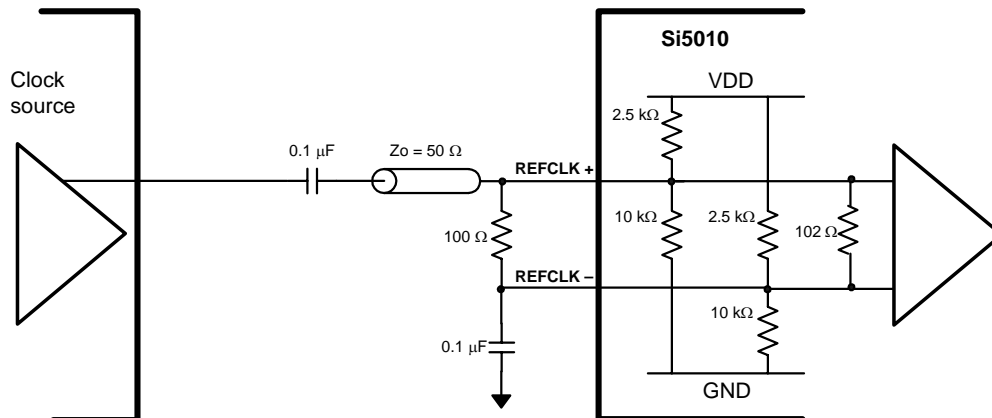 Si5010
Clock
source
VDD
2.5 kΩ
0.1 μF
Zo = 50 Ω
REFCLK +
100 Ω
10 kΩ
2.5 kΩ
102 Ω
REFCLK –
10 kΩ
0.1 μF
GND